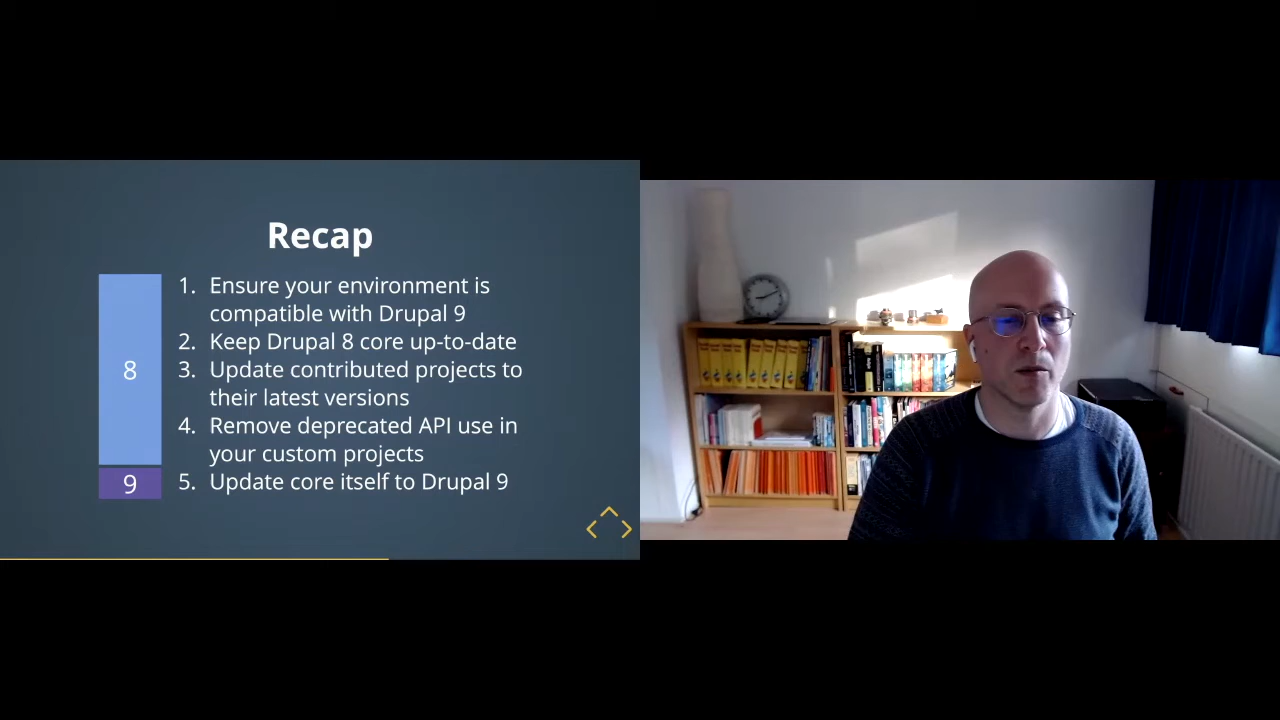 Recap
8
1. Ensure your environment is
compatible with Drupal 9
2. Keep Drupal 8 core up-to-date
3. Update contributed projects to
their latest versions
4. Remove deprecated API use in
your custom projects
9
5. Update core itself to Drupal 9